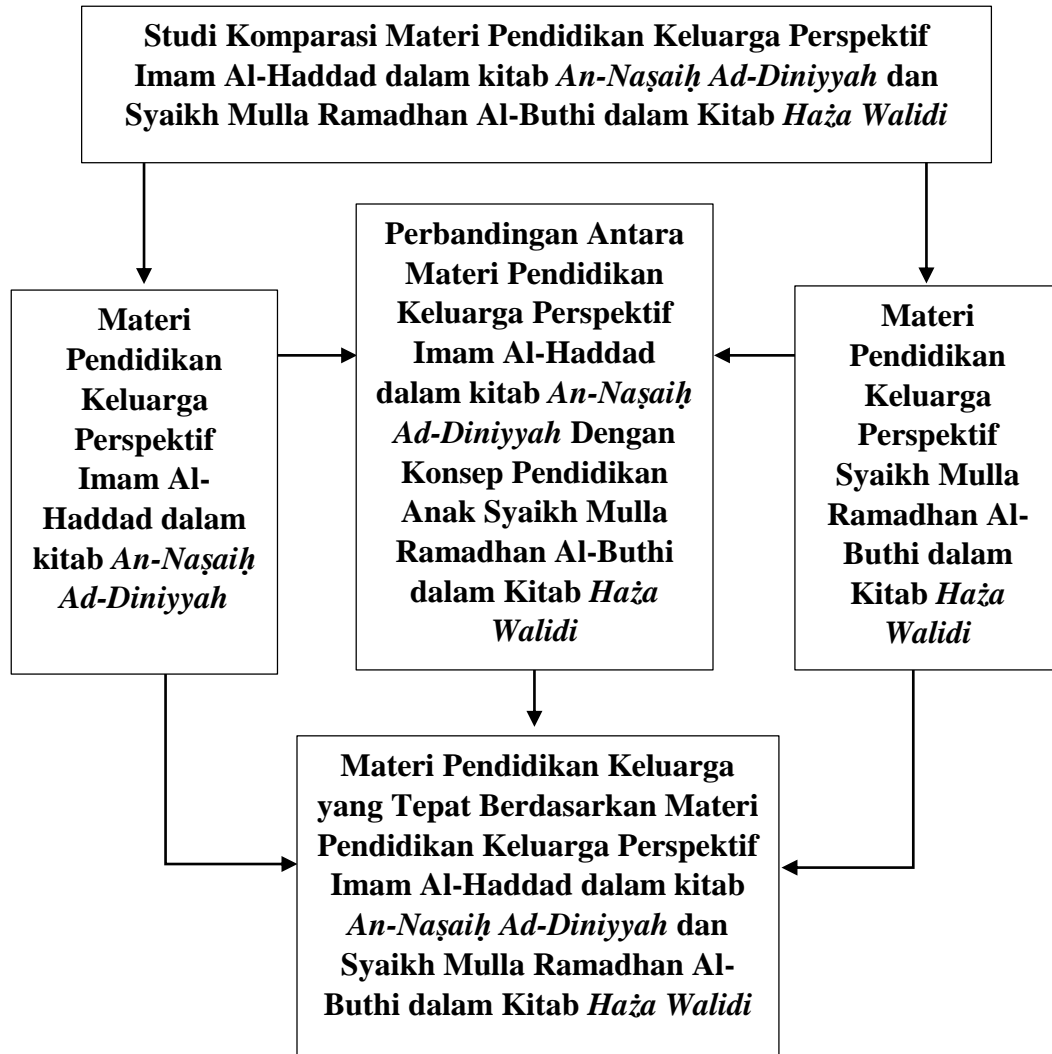 Studi Komparasi Materi Pendidikan Keluarga Perspektif
Imam Al-Haddad dalam kitab An-Naṣaiḥ Ad-Diniyyah dan
Syaikh Mulla Ramadhan Al-Buthi dalam Kitab Haża Walidi
Materi
Pendidikan
Keluarga
Perspektif
Imam Al-
Haddad dalam
kitab An-Naṣaiḥ
Ad-Diniyyah
Perbandingan Antara
Materi Pendidikan
Keluarga Perspektif
Imam Al-Haddad
dalam kitab An-Naṣaiḥ
Ad-Diniyyah Dengan
Konsep Pendidikan
Anak Syaikh Mulla
Ramadhan Al-Buthi
dalam Kitab Haża
Walidi
Materi
Pendidikan
Keluarga
Perspektif
Syaikh Mulla
Ramadhan Al-
Buthi dalam
Kitab Haża
Walidi
Materi Pendidikan Keluarga
yang Tepat Berdasarkan Materi
Pendidikan Keluarga Perspektif
Imam Al-Haddad dalam kitab
An-Naṣaiḥ Ad-Diniyyah dan
Syaikh Mulla Ramadhan Al-
Buthi dalam Kitab Haża Walidi